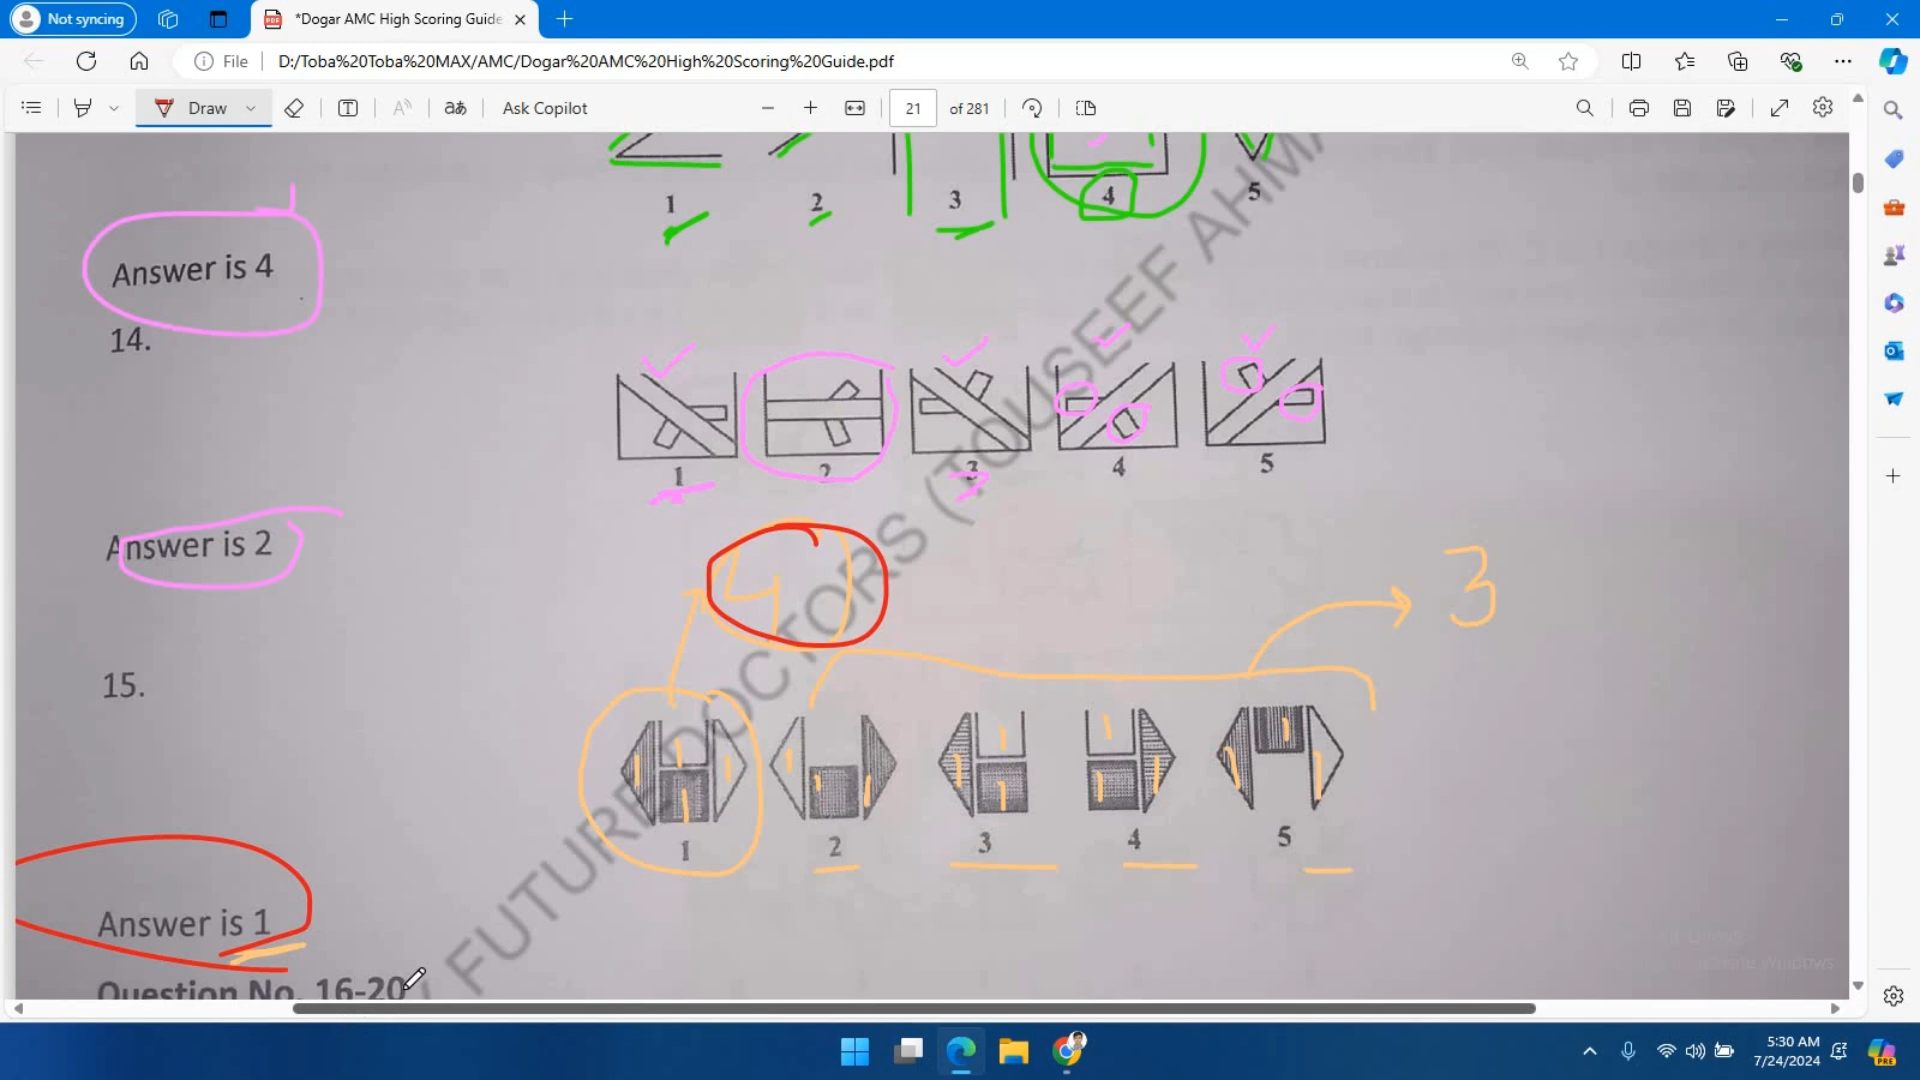 Not syncing
*Dogar AMC High Scoring Guide
File
D:/Toba%20Toba%20MAX/AMC/Dogar%20AMC%20High%20Scoring%20Guide.pdf
Draw
Ask Copilot
21 of 281
1 2 3 4 5
Answer is 4
14.
1 2 3 4 5
Answer is 2
4
3
15.
1 2 3 4 5
Answer is 1
Question No. 16-20
FUTURE DOCTORS (TOUSEEF AHMA
5:30 AM
7/24/2024
PRE